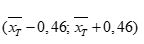 (x̅_T − 0,46; x̅_T + 0,46)